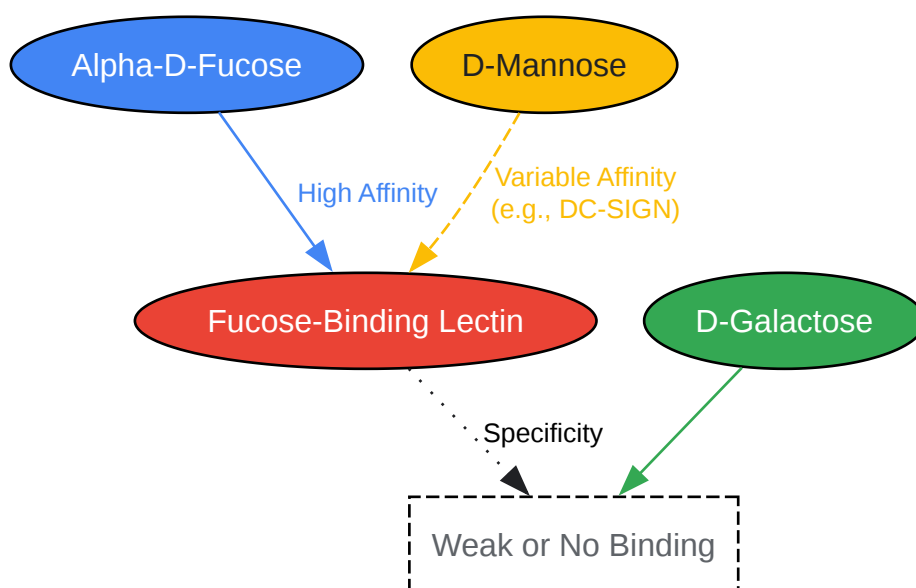 Alpha-D-Fucose
D-Mannose
High Affinity
Variable Affinity
(e.g., DC-SIGN)
Fucose-Binding Lectin
D-Galactose
Specificity
Weak or No Binding